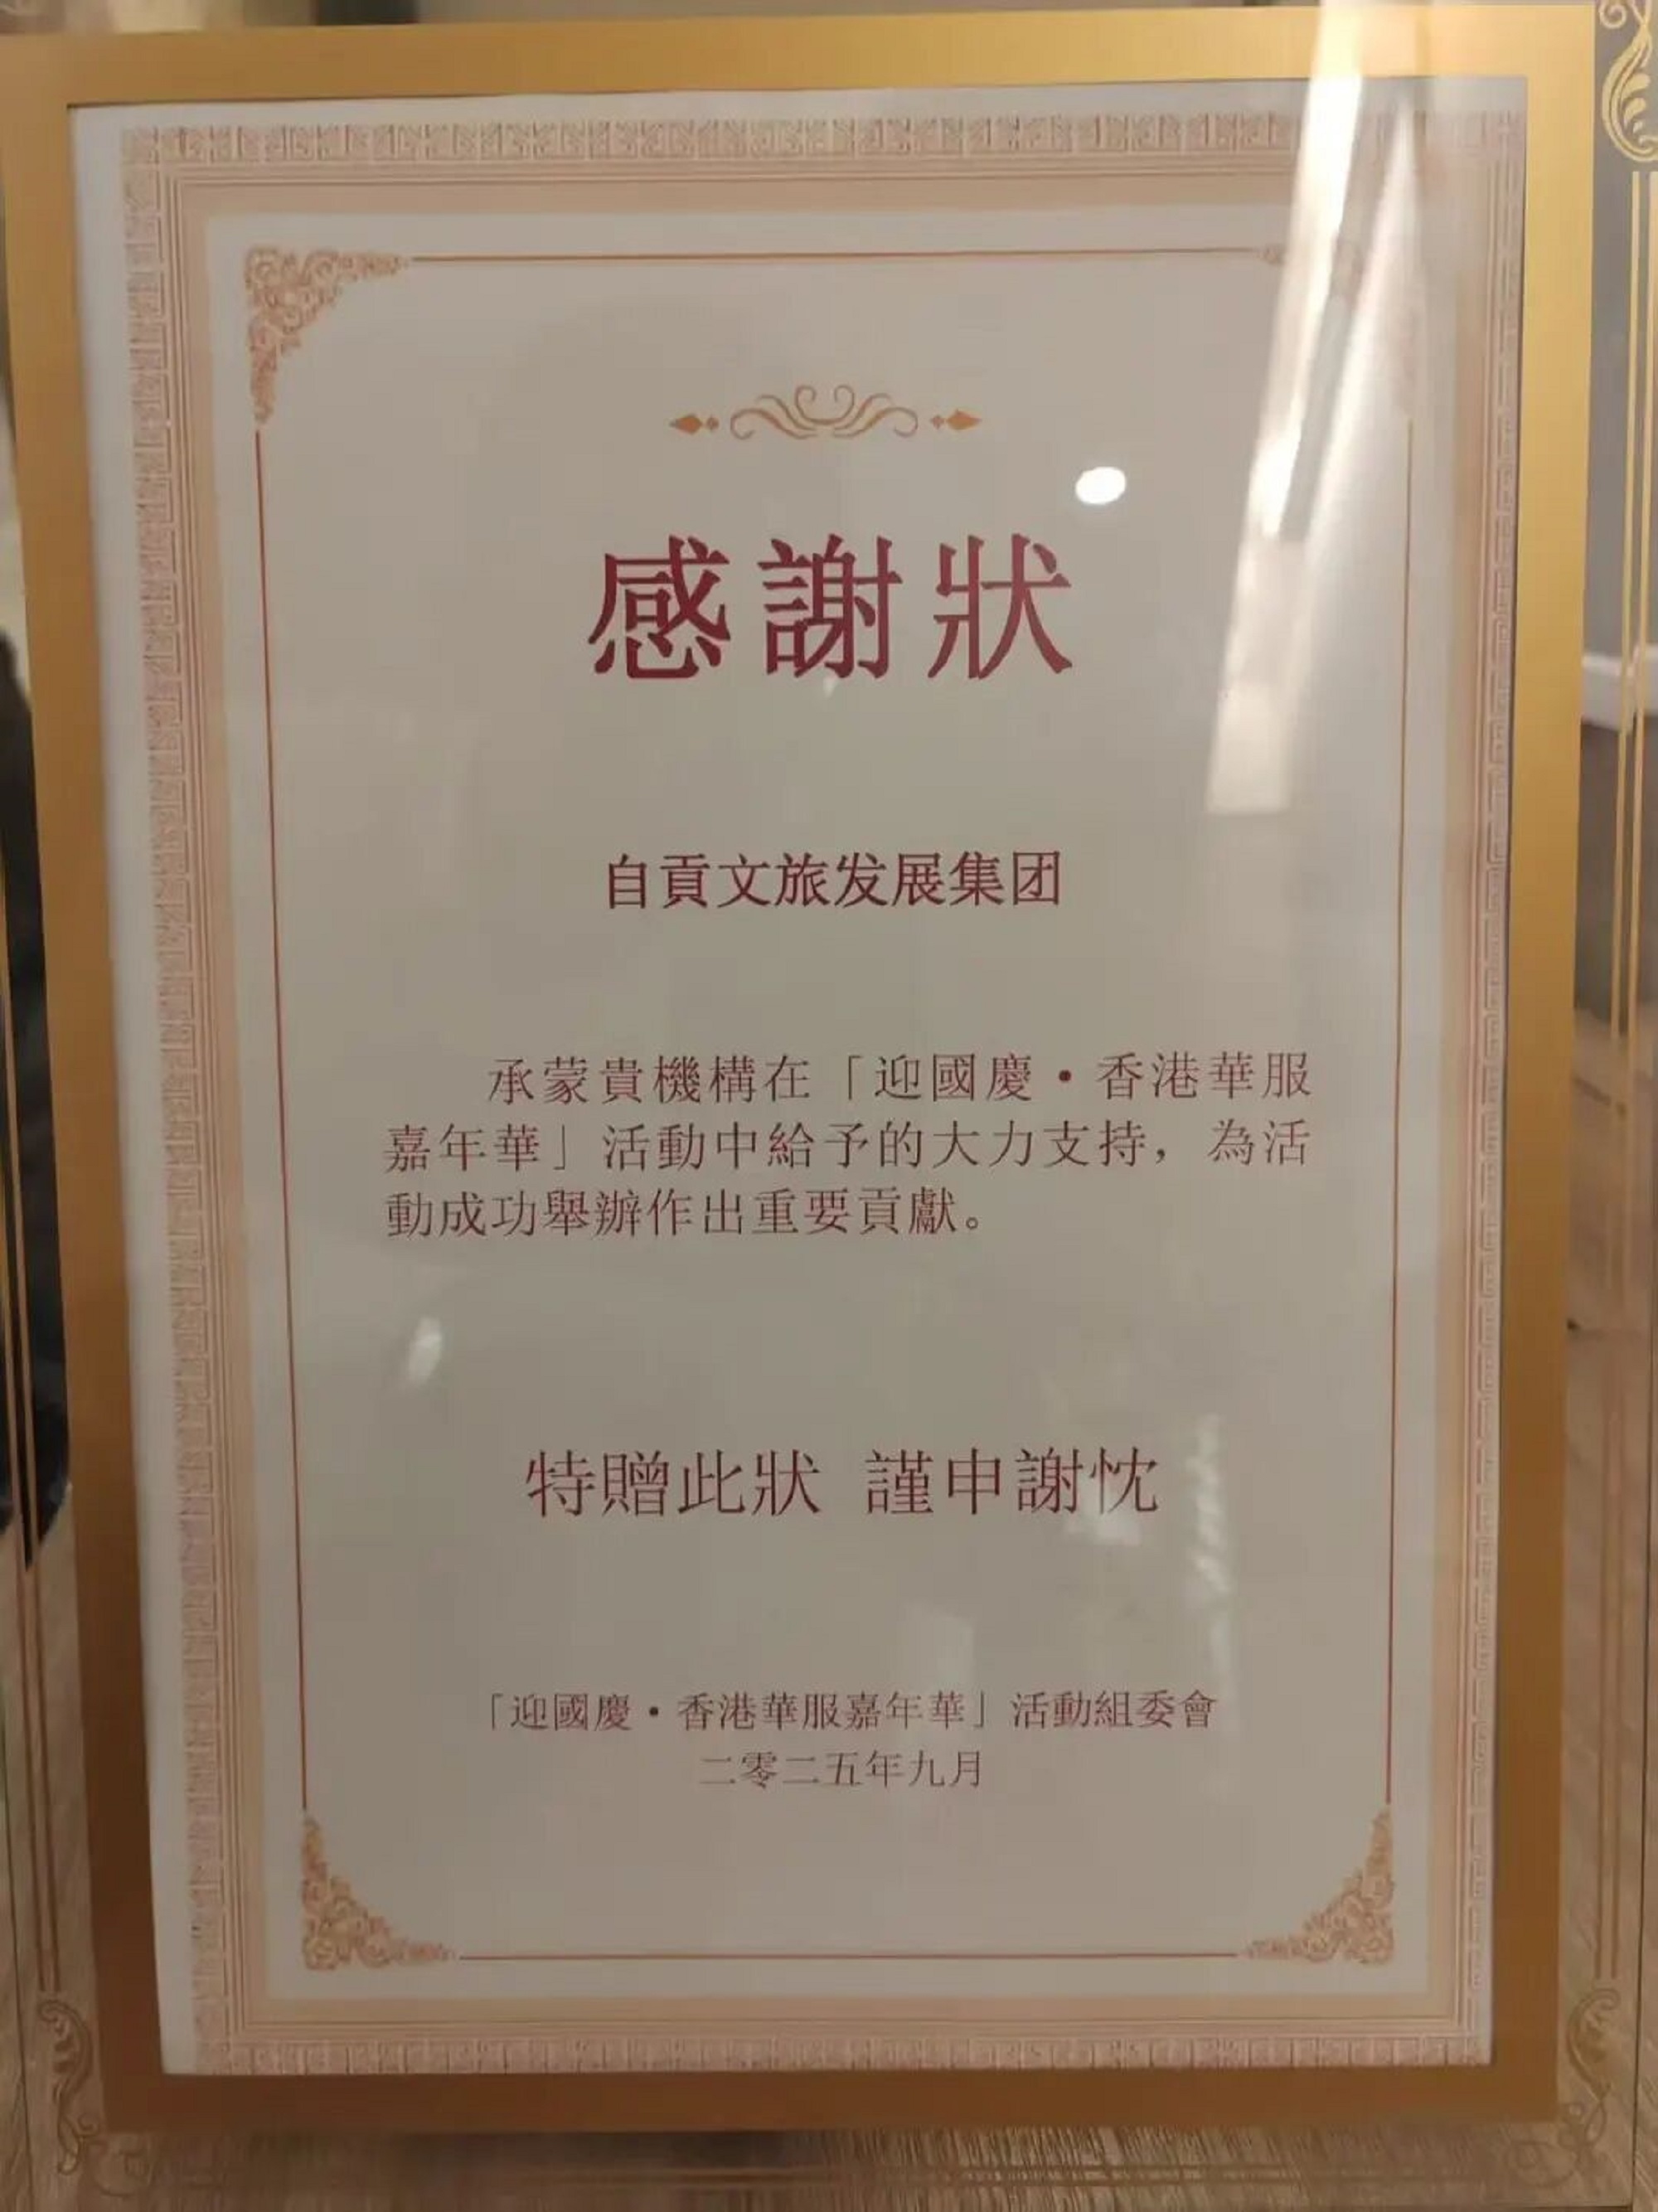 感謝狀
自貢文旅发展集团
承蒙貴機構在「迎國慶・香港華服
嘉年華」活動中給予的大力支持，為活
動成功舉辦作出重要貢獻。
特贈此狀 謹申謝忱
「迎國慶・香港華服嘉年華」活動組委會
二零二五年九月